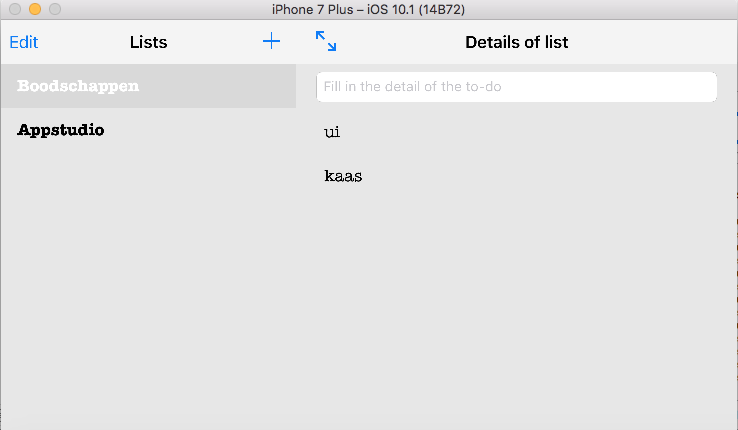 iPhone 7 Plus – iOS 10.1 (14B72)
Edit
Lists
Details of list
Boodschappen
Appstudio
Fill in the detail of the to-do
ui
kaas